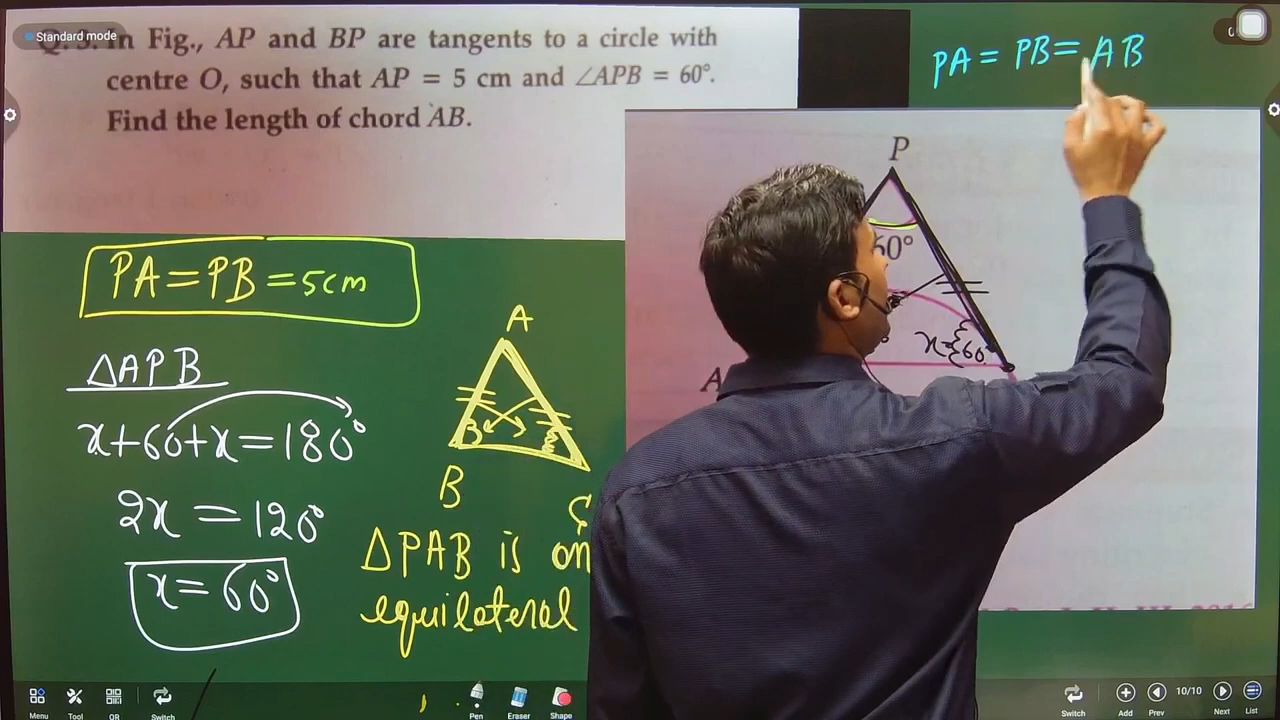 Standard mode
In Fig., AP and BP are tangents to a circle with
centre O, such that AP = 5 cm and ∠APB = 60°.
Find the length of chord AB.
PA = PB = AB
PA = PB = 5cm
ΔAPB
x+60+x=180°
2x = 120°
x = 60°
A
B
ΔPAB is
equilateral
P
60°
x={60°
A
Menu
Tool
QR
Switch
Pen
Eraser
Shape
Switch
Add
Prev
10/10
Next
List